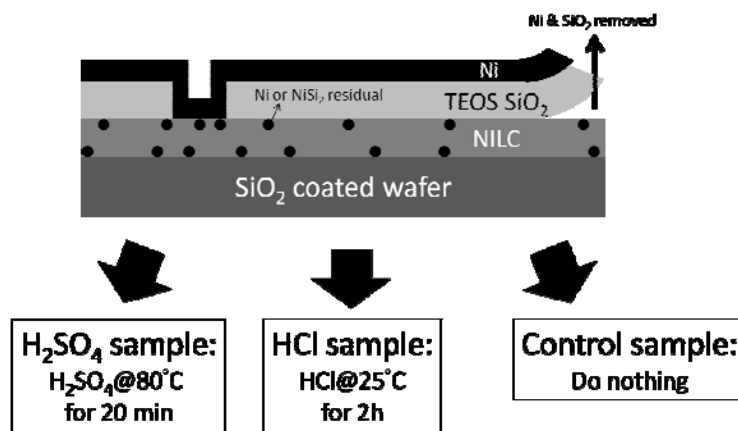 Ni & SiO₂ removed
Ni
Ni or NiSi₂ residual
TEOS SiO₂
NILC
SiO₂ coated wafer
H₂SO₄ sample:
H₂SO₄@80°C
for 20 min
HCl sample:
HCl@25°C
for 2h
Control sample:
Do nothing